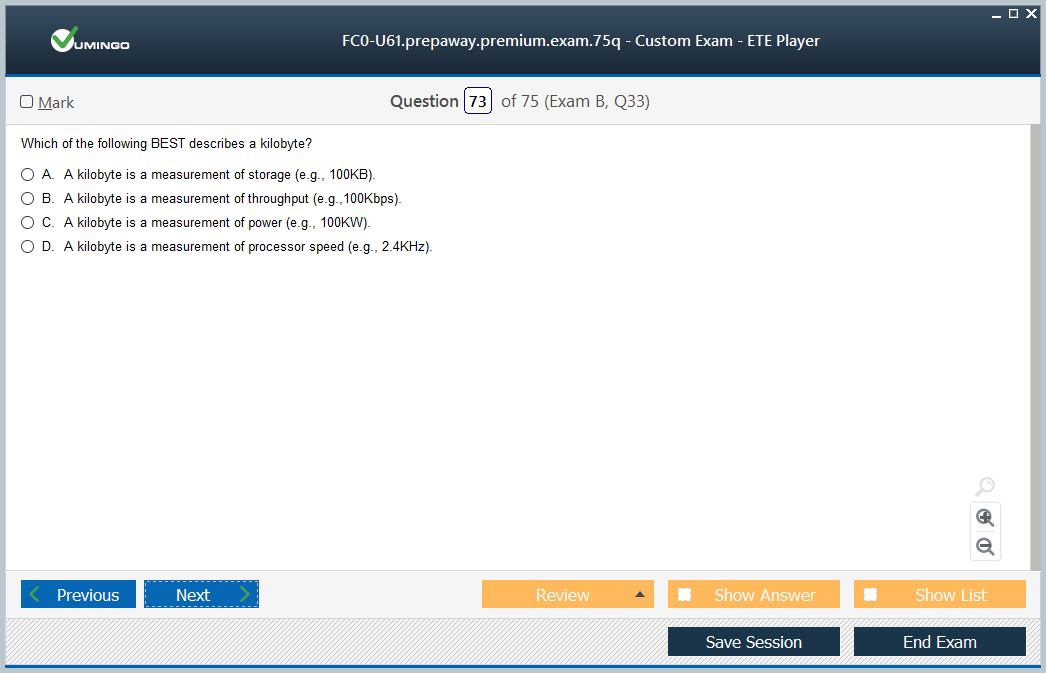 VUMINGO
FC0-U61.prepaway.premium.exam.75q - Custom Exam - ETE Player
Mark
Question 73 of 75 (Exam B, Q33)
Which of the following BEST describes a kilobyte?
A. A kilobyte is a measurement of storage (e.g., 100KB).
B. A kilobyte is a measurement of throughput (e.g.,100Kbps).
C. A kilobyte is a measurement of power (e.g., 100KW).
D. A kilobyte is a measurement of processor speed (e.g., 2.4KHz).
Previous
Next
Review
Show Answer
Show List
Save Session
End Exam